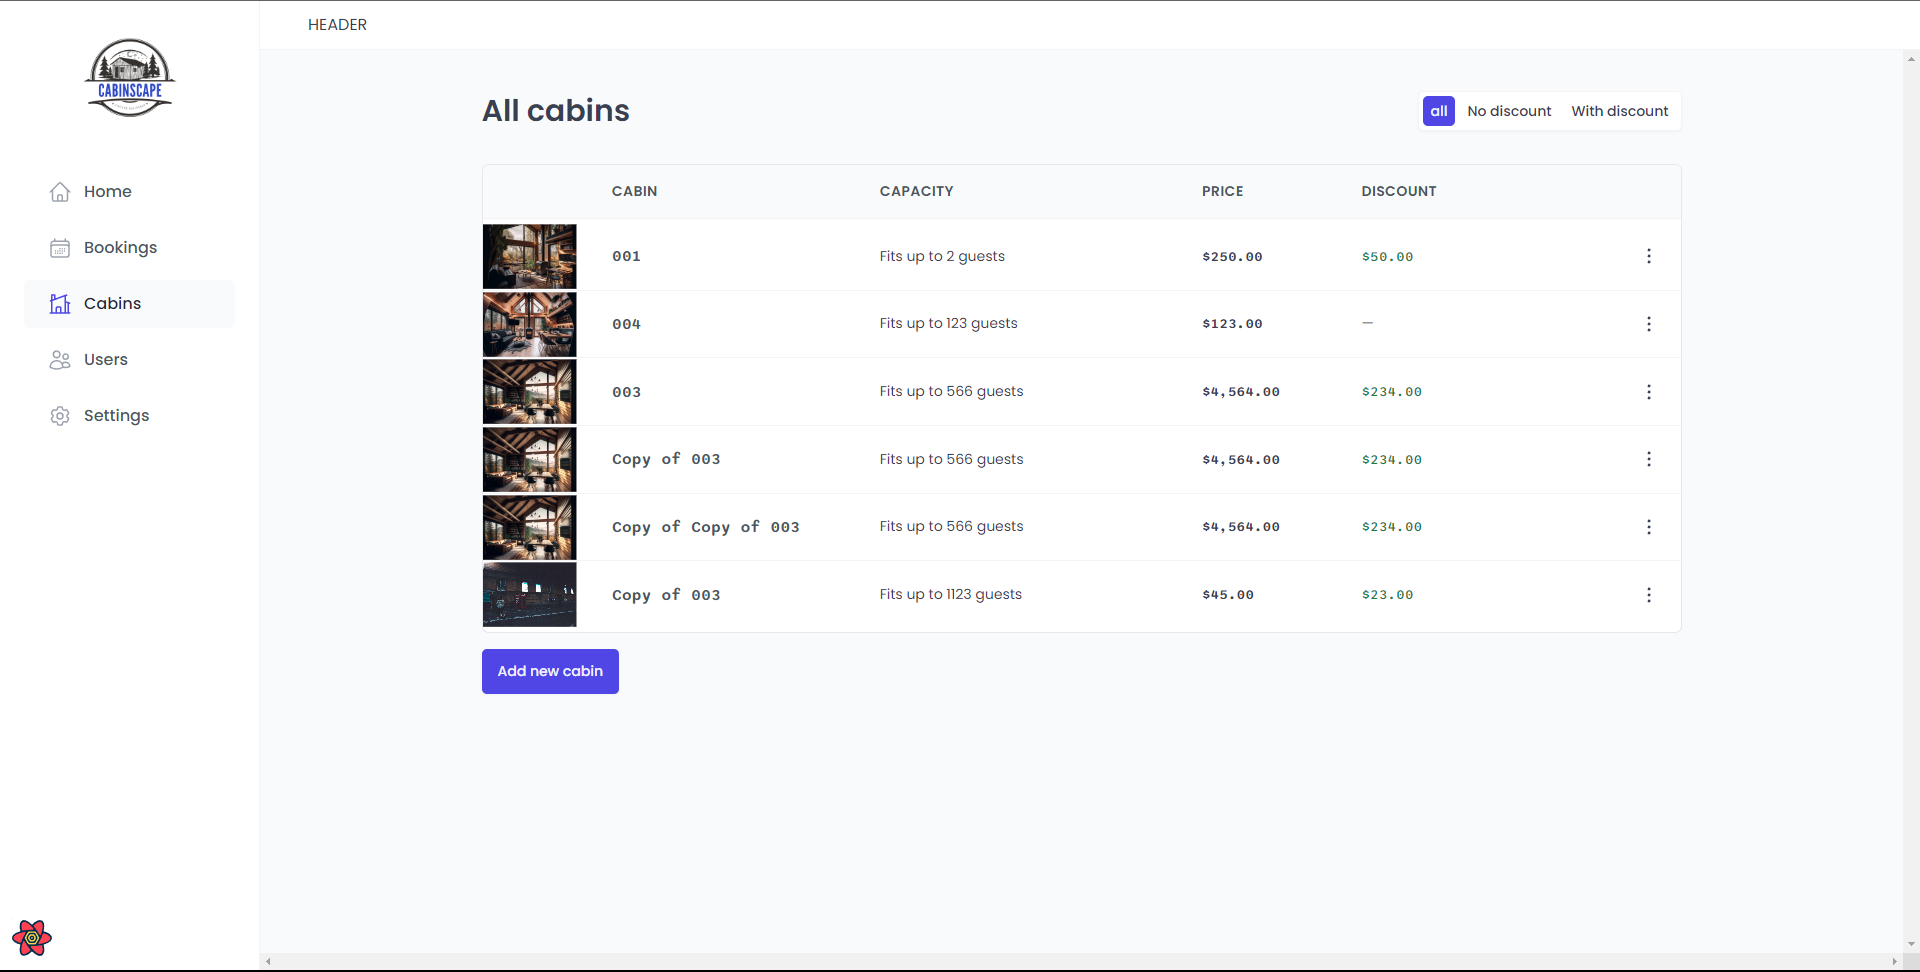 HEADER
CABINSCAPE
Home
Bookings
Cabins
Users
Settings
All cabins
all No discount With discount
CABIN CAPACITY PRICE DISCOUNT
001 Fits up to 2 guests $250.00 $50.00
004 Fits up to 123 guests $123.00 —
003 Fits up to 566 guests $4,564.00 $234.00
Copy of 003 Fits up to 566 guests $4,564.00 $234.00
Copy of Copy of 003 Fits up to 566 guests $4,564.00 $234.00
Copy of 003 Fits up to 1123 guests $45.00 $23.00
Add new cabin